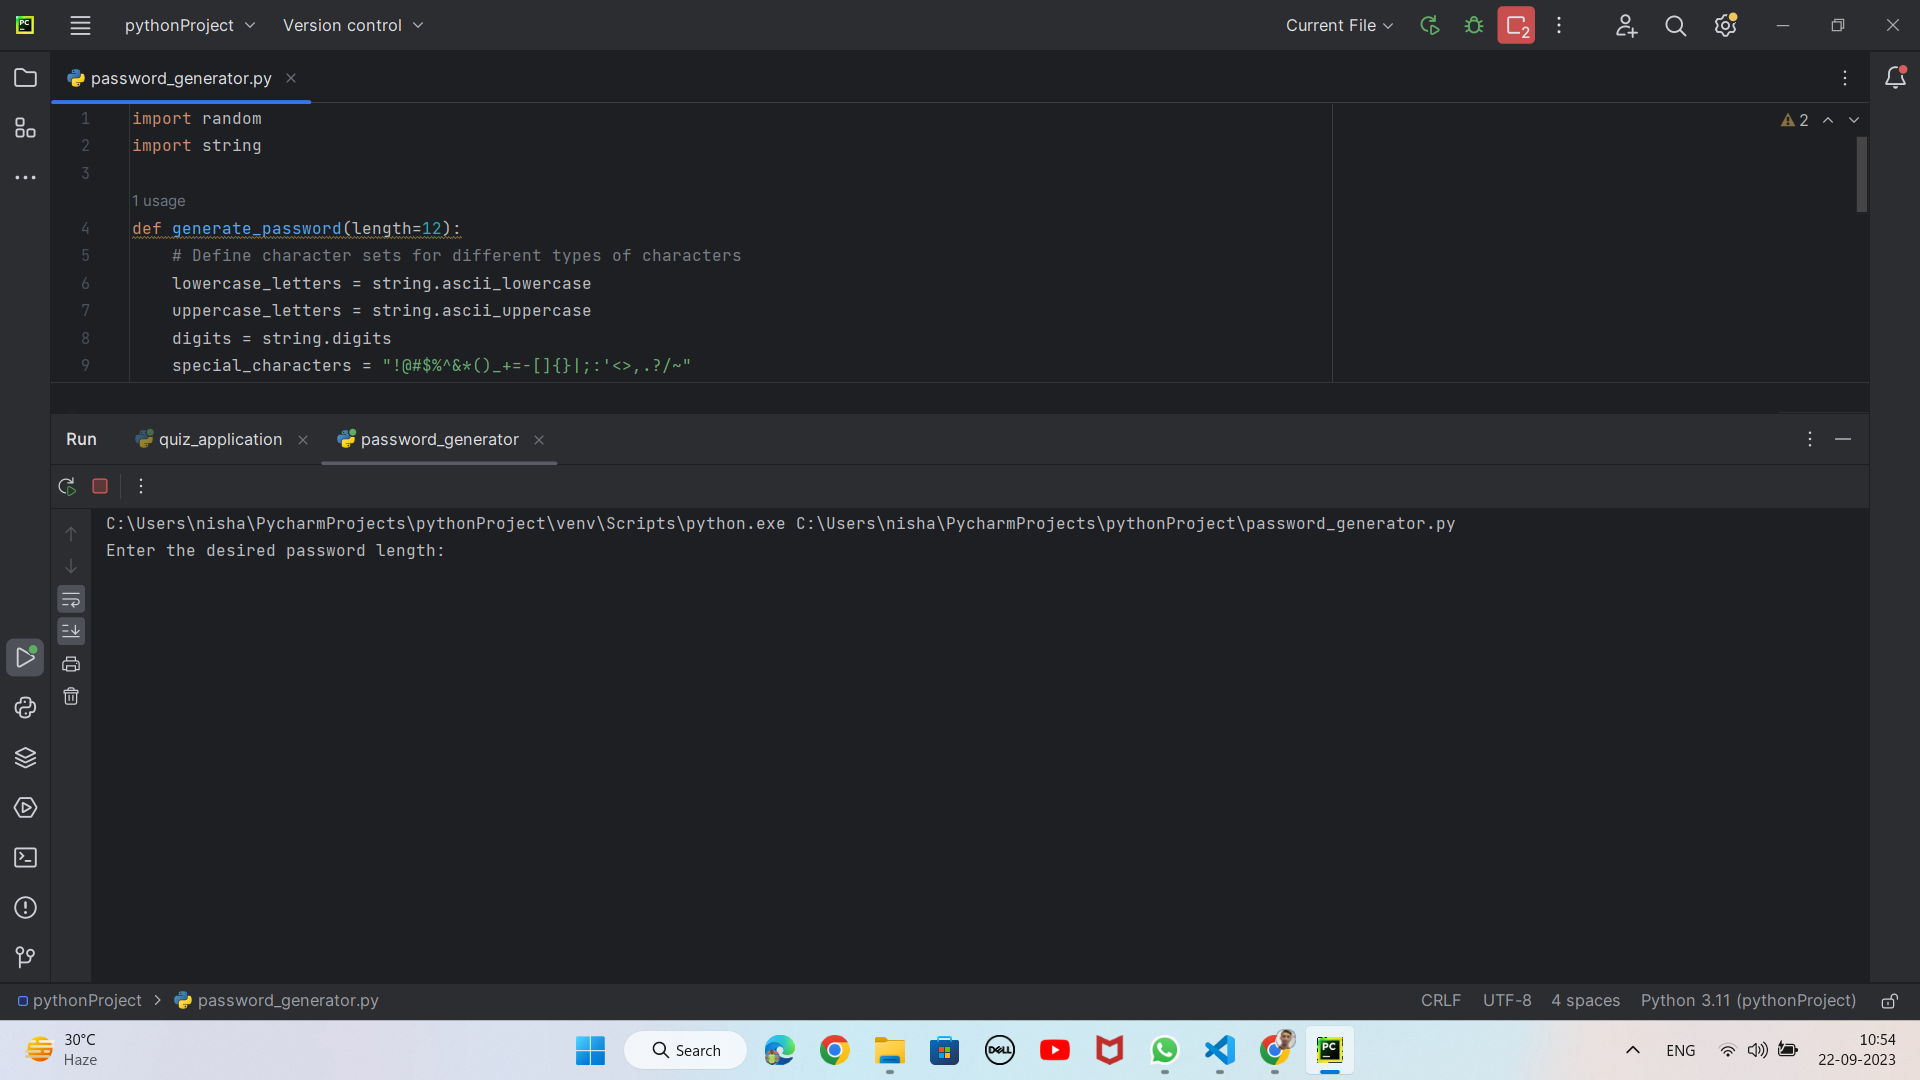 PC
pythonProject
Version control
Current File
2
password_generator.py
2
1 import random
2 import string
3
1 usage
4 def generate_password(length=12):
5 # Define character sets for different types of characters
6 lowercase_letters = string.ascii_lowercase
7 uppercase_letters = string.ascii_uppercase
8 digits = string.digits
9 special_characters = "!@#$%^&*()_+=-[]{}|;:'<>,.?/~"
Run
quiz_application
password_generator
C:\Users\nisha\PycharmProjects\pythonProject\venv\Scripts\python.exe C:\Users\nisha\PycharmProjects\pythonProject\password_generator.py
Enter the desired password length:
pythonProject
password_generator.py
CRLF
UTF-8
4 spaces
Python 3.11 (pythonProject)
30°C
Haze
Search
DELL
PC
ENG
10:54
22-09-2023